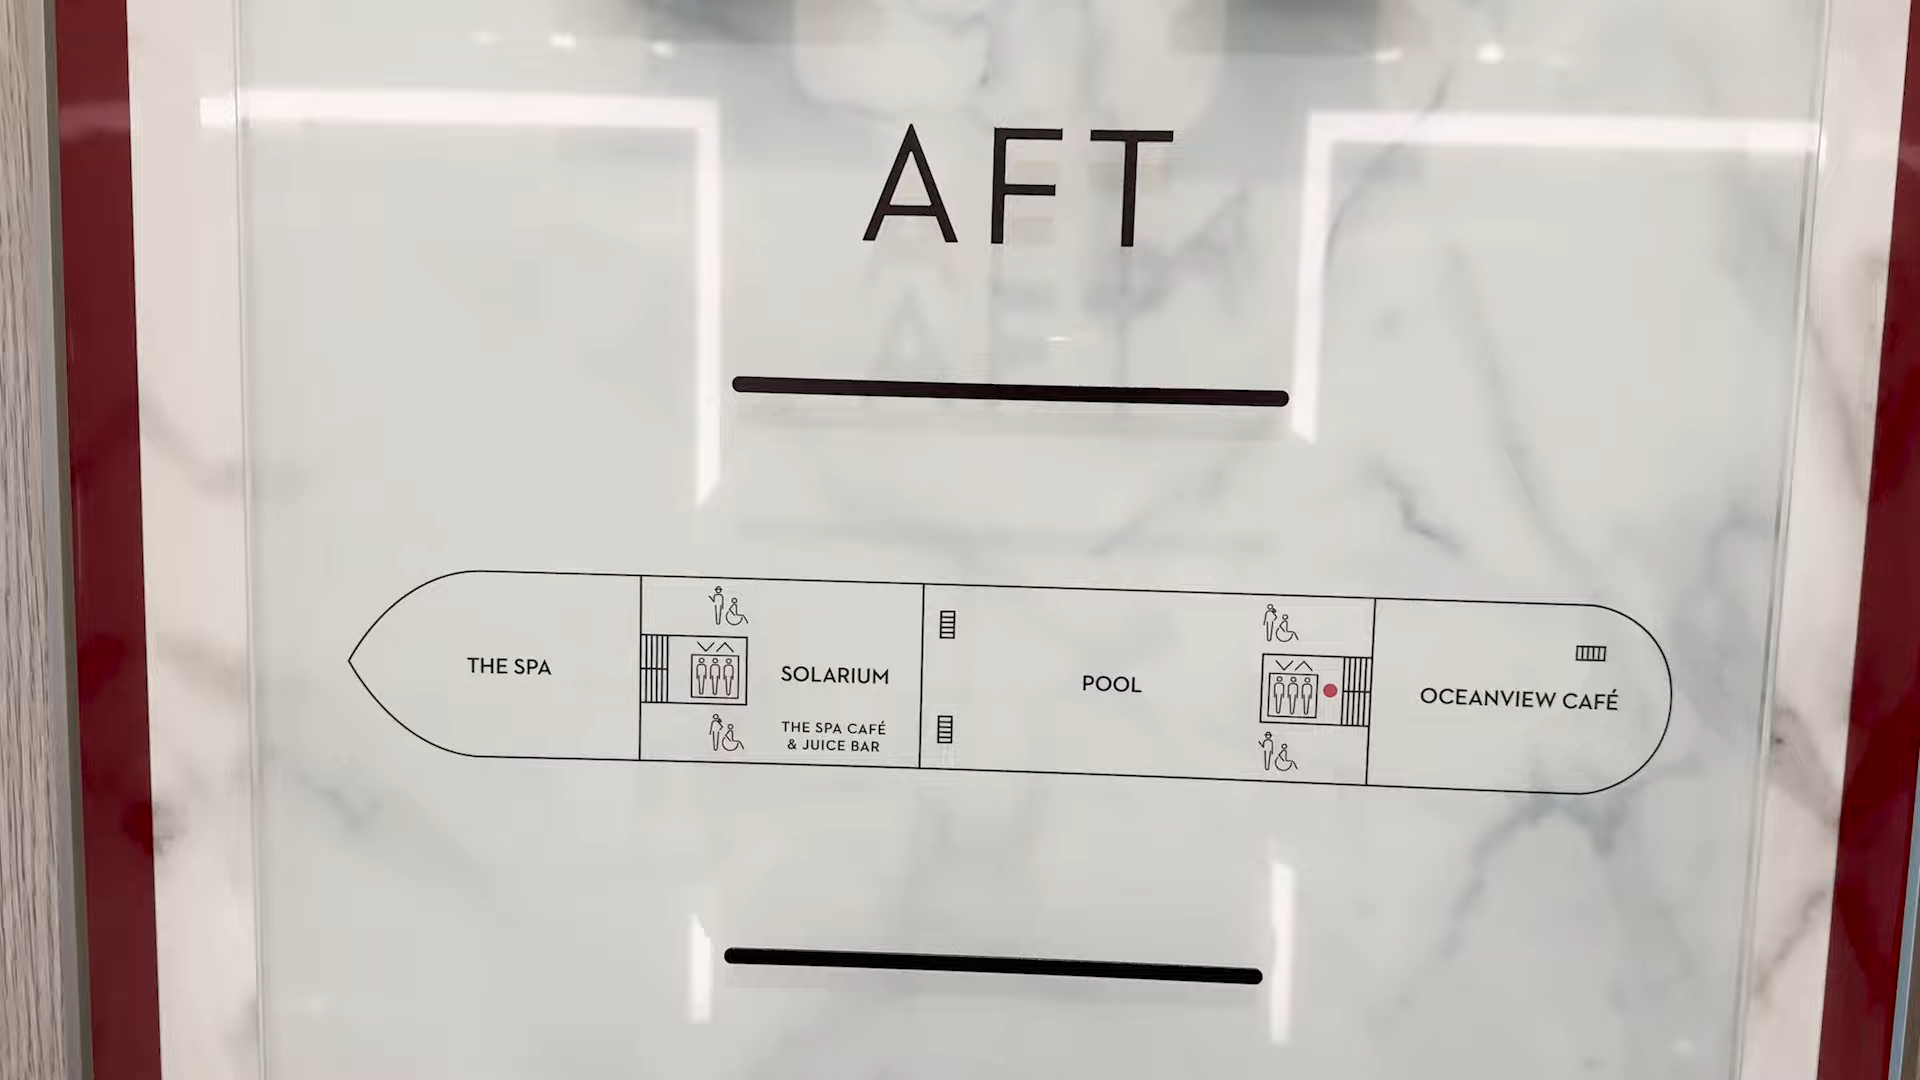 AFT
THE SPA
SOLARIUM
THE SPA CAFÉ
& JUICE BAR
POOL
OCEANVIEW CAFÉ